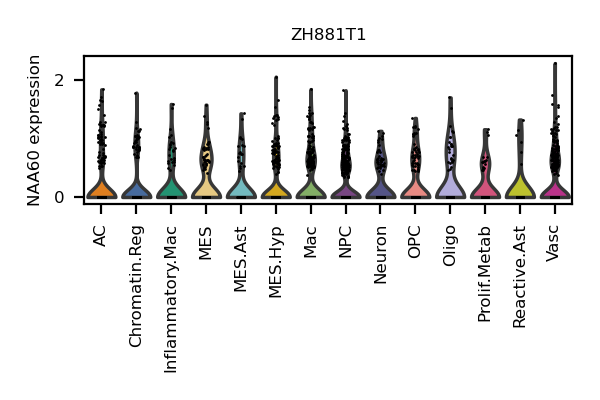 ZH881T1
NAA60 expression
2
0
AC
Chromatin.Reg
Inflammatory.Mac
MES
MES.Ast
MES.Hyp
Mac
NPC
Neuron
OPC
Oligo
Prolif.Metab
Reactive.Ast
Vasc